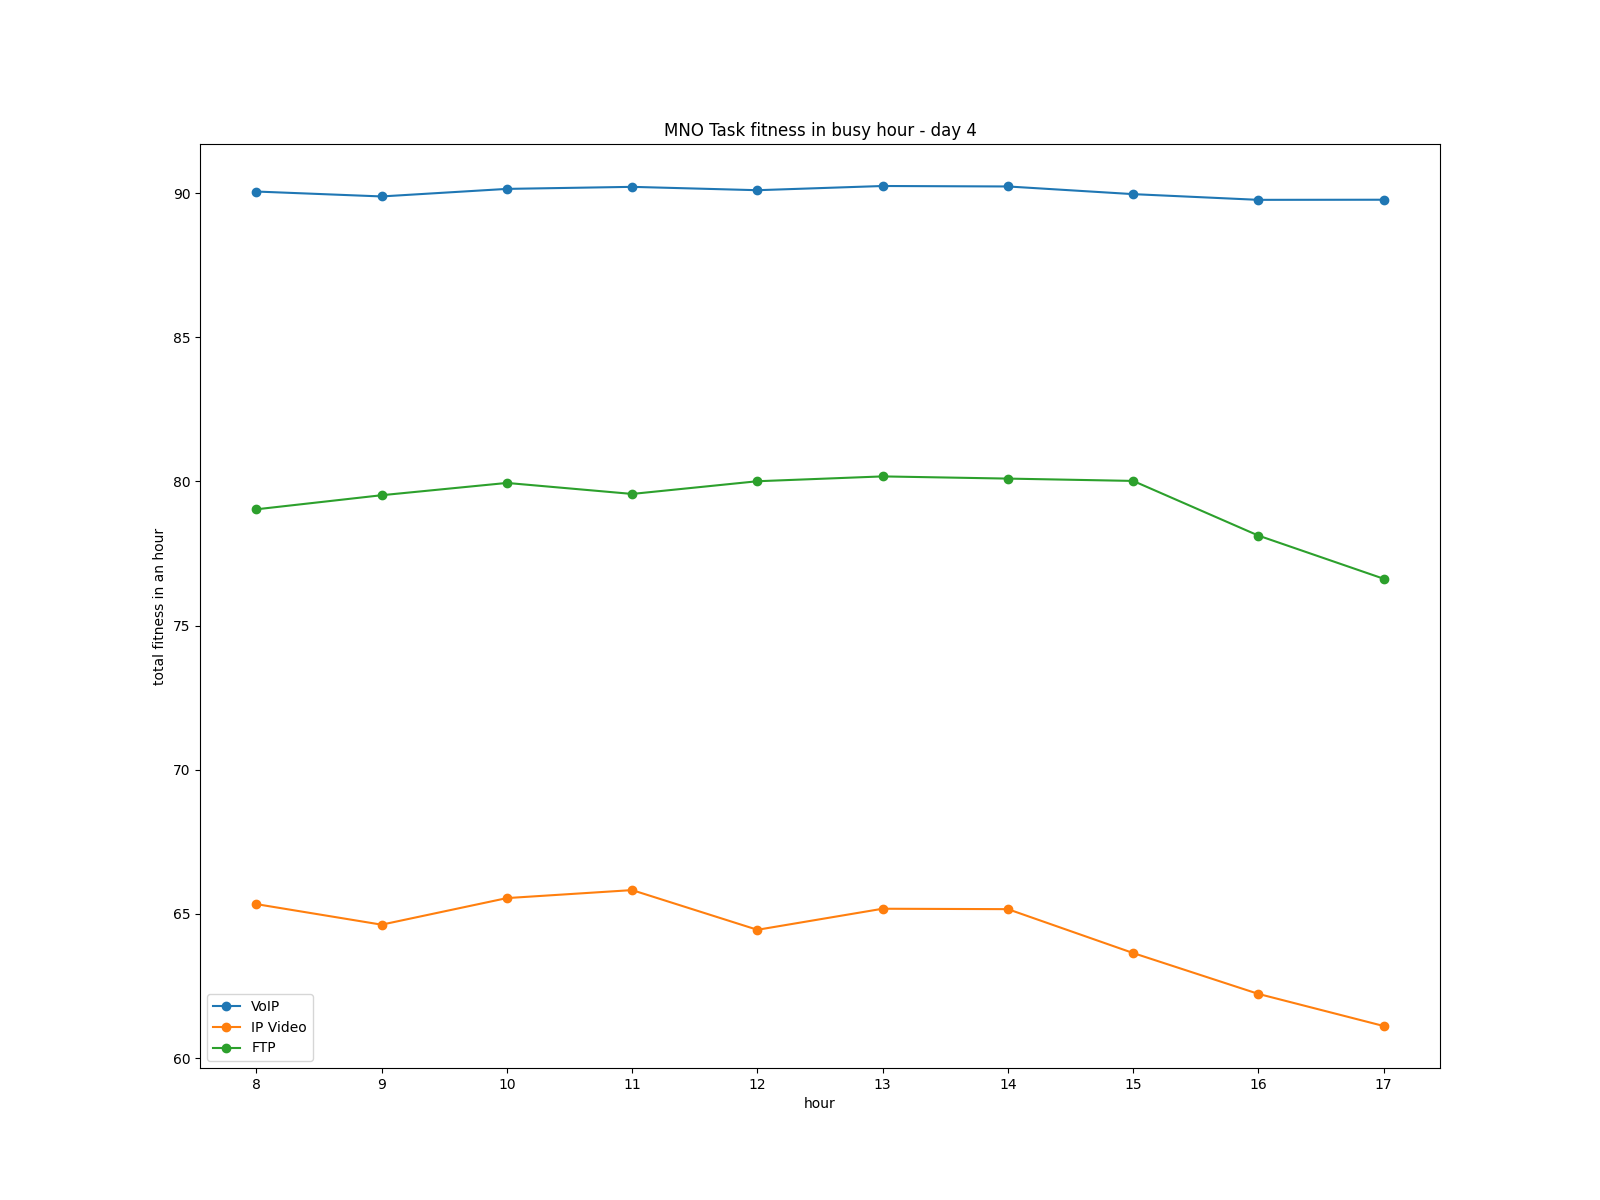 MNO Task fitness in busy hour - day 4
total fitness in an hour
90
85
80
75
70
65
60
VoIP
IP Video
FTP
8 9 10 11 12 13 14 15 16 17
hour